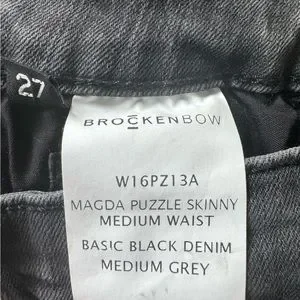 27
BROCKENBOW
W16PZ13A
MAGDA PUZZLE SKINNY
MEDIUM WAIST
BASIC BLACK DENIM
MEDIUM GREY